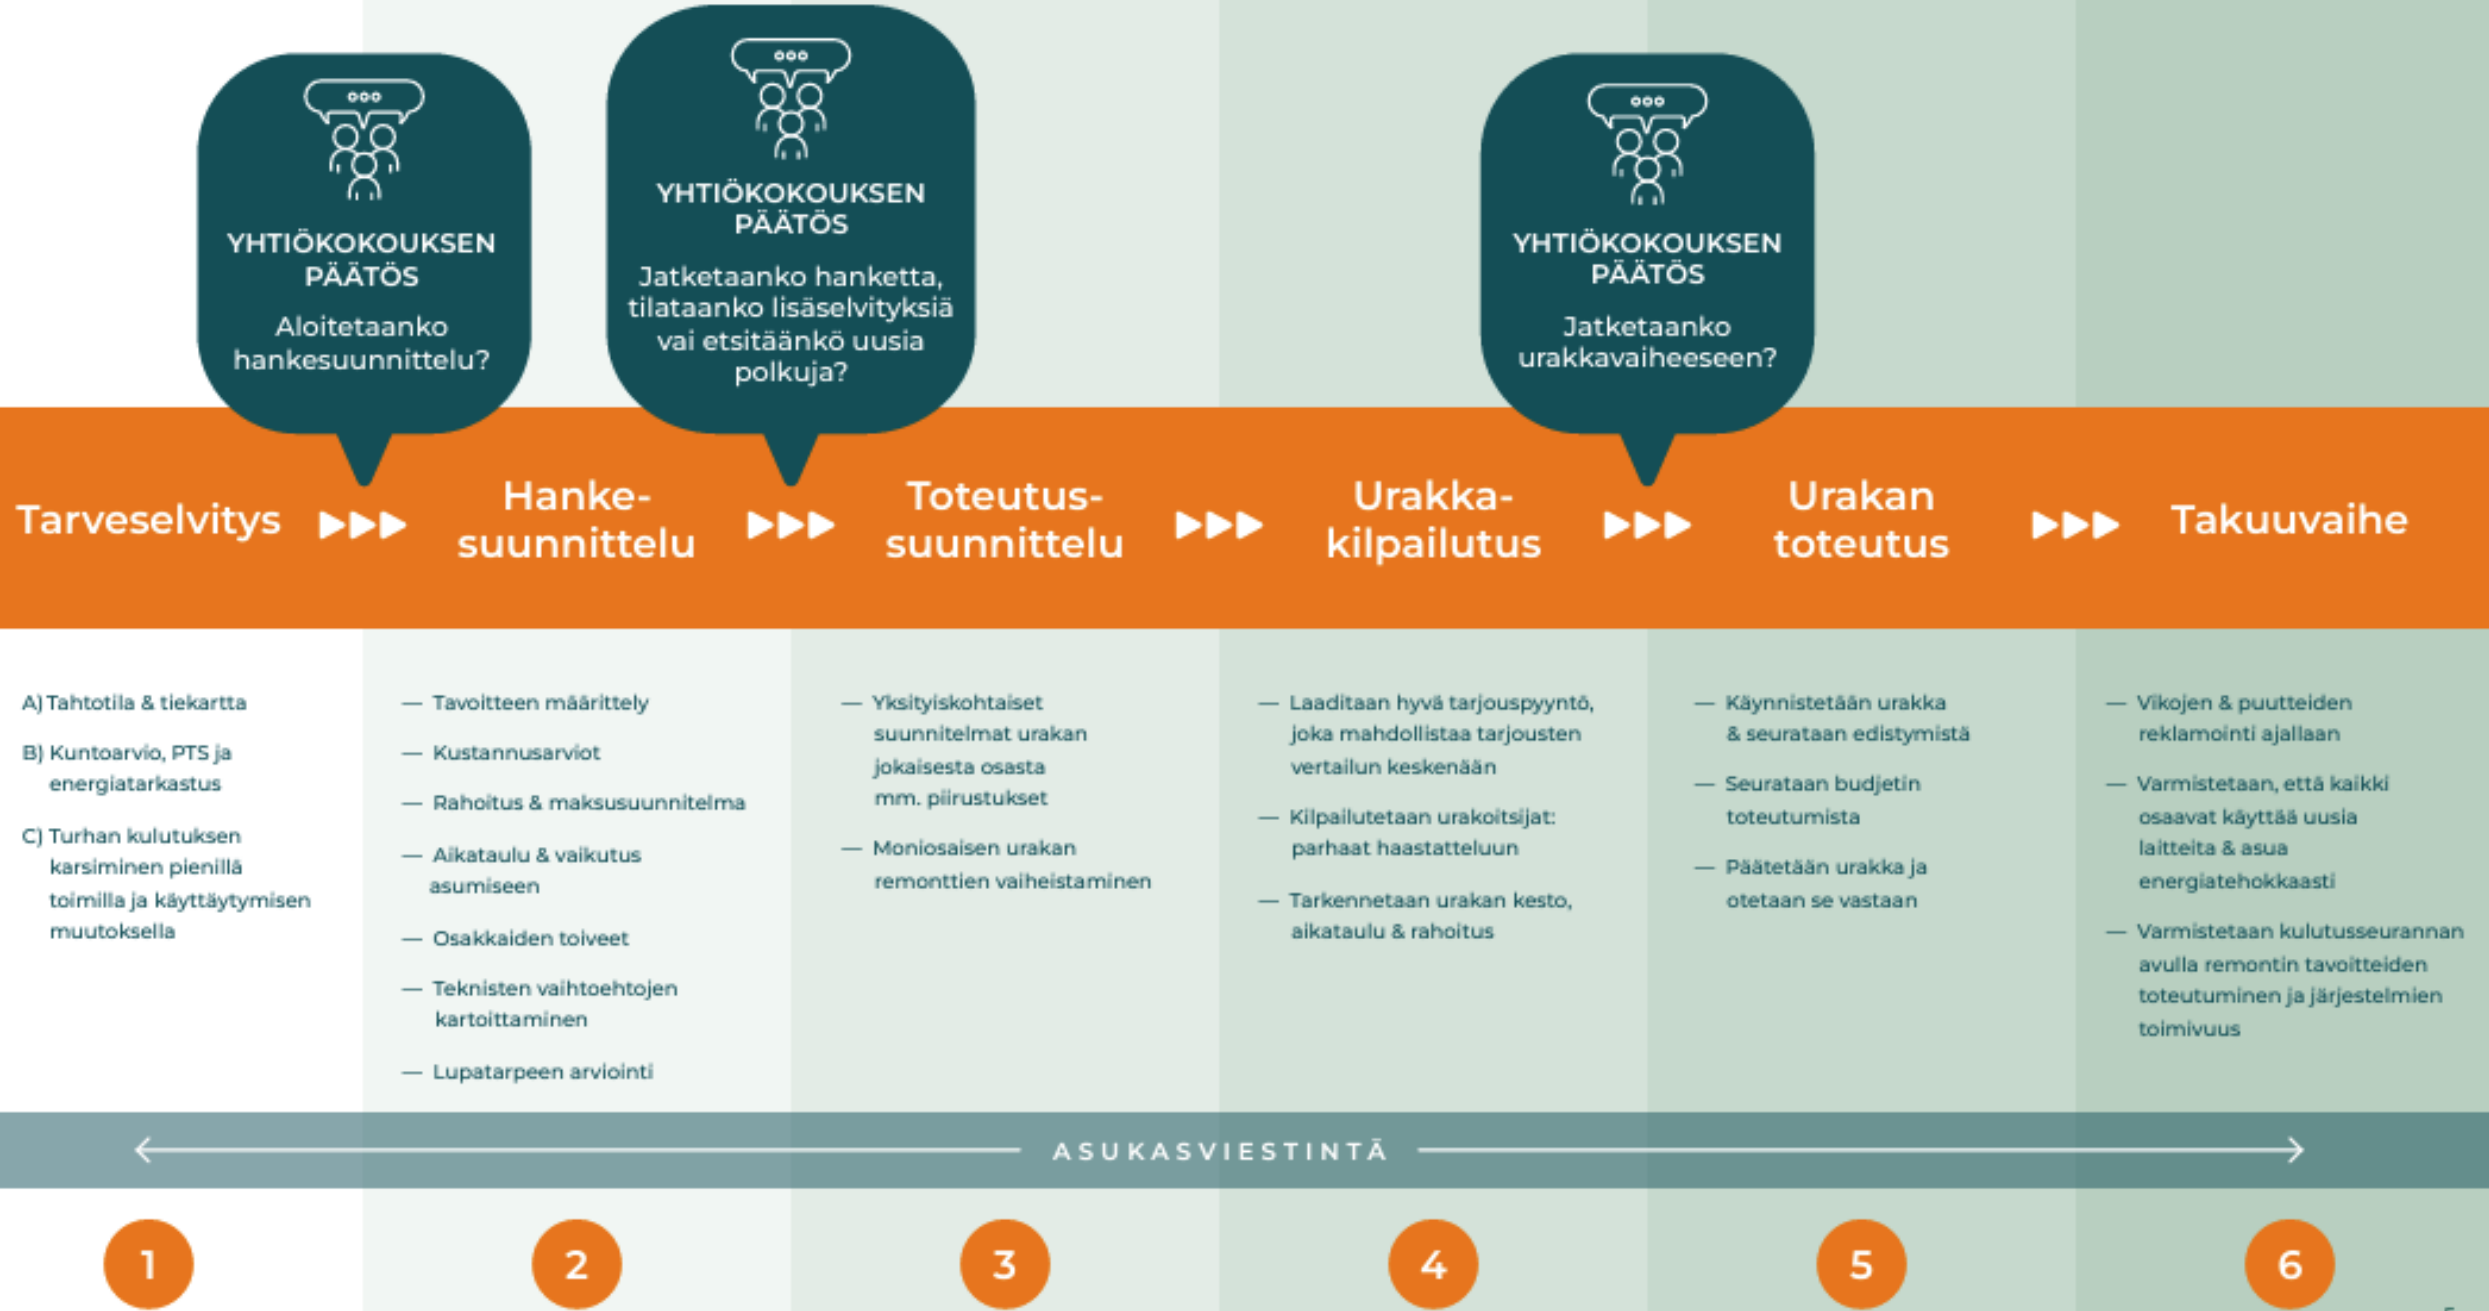 YHTIÖKOKOUKSEN
PÄÄTÖS
Aloitetaanko
hankesuunnittelu?
YHTIÖKOKOUKSEN
PÄÄTÖS
Jatketaanko hanketta,
tilataanko lisäselvityksiä
vai etsitäänkö uusia
polkuja?
YHTIÖKOKOUKSEN
PÄÄTÖS
Jatketaanko
urakkavaiheeseen?
Tarveselvitys
Hanke-
suunnittelu
Toteutus-
suunnittelu
Urakka-
kilpailutus
Urakan
toteutus
Takuuvaihe
A) Tahtotila & tiekartta
B) Kuntoarvio, PTS ja
energiatarkastus
C) Turhan kulutuksen
karsiminen pienillä
toimilla ja käyttäytymisen
muutoksella
— Tavoitteen määrittely
— Kustannusarviot
— Rahoitus & maksusuunnitelma
— Aikataulu & vaikutus
asumiseen
— Osakkaiden toiveet
— Teknisten vaihtoehtojen
kartoittaminen
— Lupatarpeen arviointi
— Yksityiskohtaiset
suunnitelmat urakan
jokaisesta osasta
mm. piirustukset
— Moniosaisen urakan
remonttien vaiheistaminen
— Laaditaan hyvä tarjouspyyntö,
joka mahdollistaa tarjousten
vertailun keskenään
— Kilpailutetaan urakoitsijat:
parhaat haastatteluun
— Tarkennetaan urakan kesto,
aikataulu & rahoitus
— Käynnistetään urakka
& seurataan edistymistä
— Seurataan budjetin
toteutumista
— Päätetään urakka ja
otetaan se vastaan
— Vikojen & puutteiden
reklamointi ajallaan
— Varmistetaan, että kaikki
osaavat käyttää uusia
laitteita & asua
energiatehokkaasti
— Varmistetaan kulutusseurannan
avulla remontin tavoitteiden
toteutuminen ja järjestelmien
toimivuus
ASUKASVIESTINTÄ
1
2
3
4
5
6